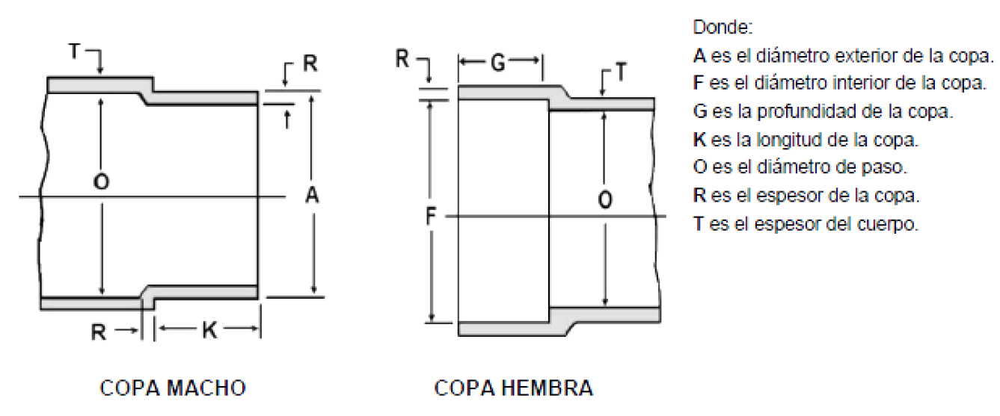 T
R
O
A
R
K
COPA MACHO
R
G
T
F
O
COPA HEMBRA
Donde:
A es el diámetro exterior de la copa.
F es el diámetro interior de la copa.
G es la profundidad de la copa.
K es la longitud de la copa.
O es el diámetro de paso.
R es el espesor de la copa.
T es el espesor del cuerpo.